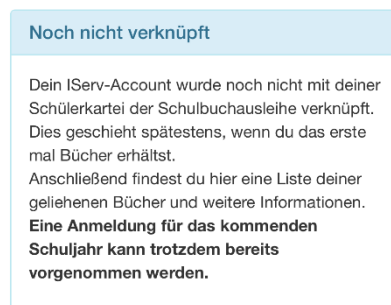 Noch nicht verknüpft
Dein IServ-Account wurde noch nicht mit deiner
Schülerkartei der Schulbuchausleihe verknüpft.
Dies geschieht spätestens, wenn du das erste
mal Bücher erhältst.
Anschließend findest du hier eine Liste deiner
geliehenen Bücher und weitere Informationen.
Eine Anmeldung für das kommenden
Schuljahr kann trotzdem bereits
vorgenommen werden.